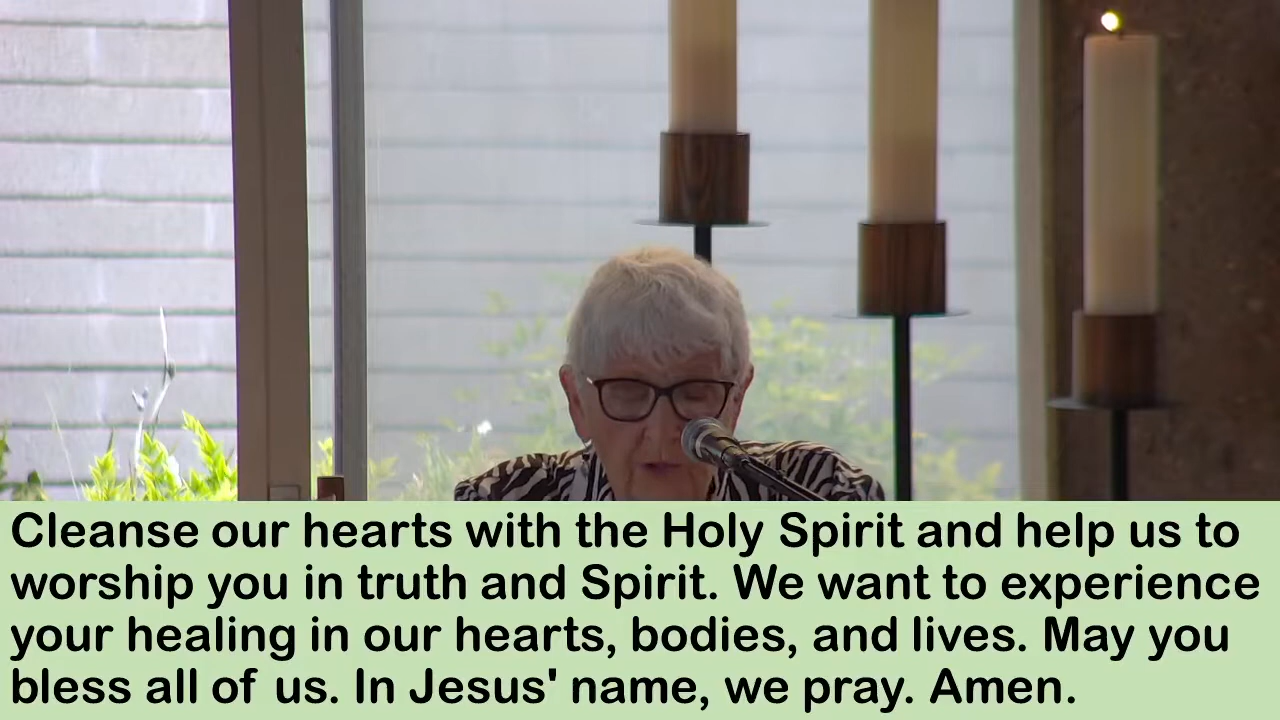 Cleanse our hearts with the Holy Spirit and help us to
worship you in truth and Spirit. We want to experience
your healing in our hearts, bodies, and lives. May you
bless all of us. In Jesus' name, we pray. Amen.